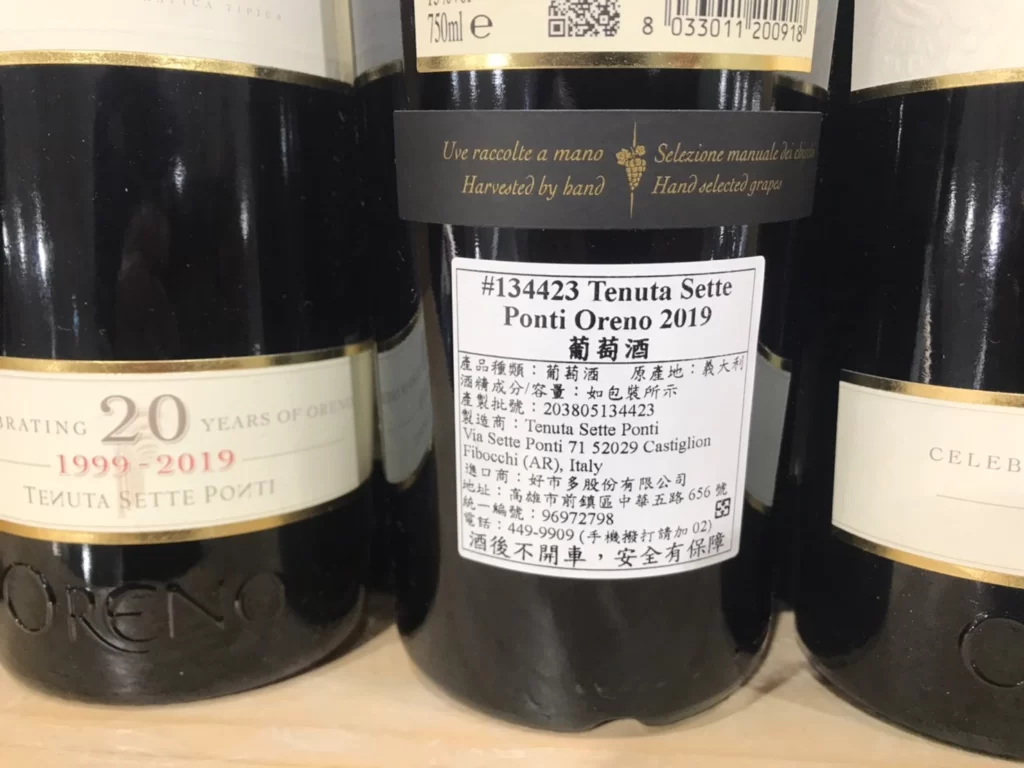 750ml e
8 033011 200918
Uve raccolte a mano
Harvested by hand
Selezione manuale dei
Hand selected grapes
#134423 Tenuta Sette
Ponti Oreno 2019
葡萄酒
產品種類：葡萄酒 原產地：義大利
酒精成分/容量：如包裝所示
產製批號：203805134423
製造商：Tenuta Sette Ponti
Via Sette Ponti 71 52029 Castiglion
Fibocchi (AR), Italy
進口商：好市多股份有限公司
地址：高雄市前鎮區中華五路 656 號
統一編號：96972798
電話：449-9909 (手機撥打請加 02)
酒後不開車，安全有保障
BRATING 20 YEARS OF ORENO
1999 - 2019
TENUTA SETTE PONTI
ORENO
CELEB